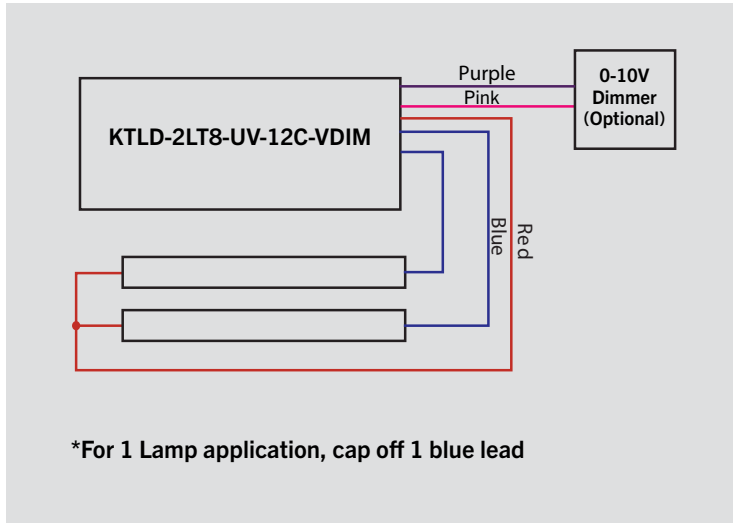 Purple
Pink
0-10V
Dimmer
(Optional)
KTLD-2LT8-UV-12C-VDIM
Blue
Red
*For 1 Lamp application, cap off 1 blue lead